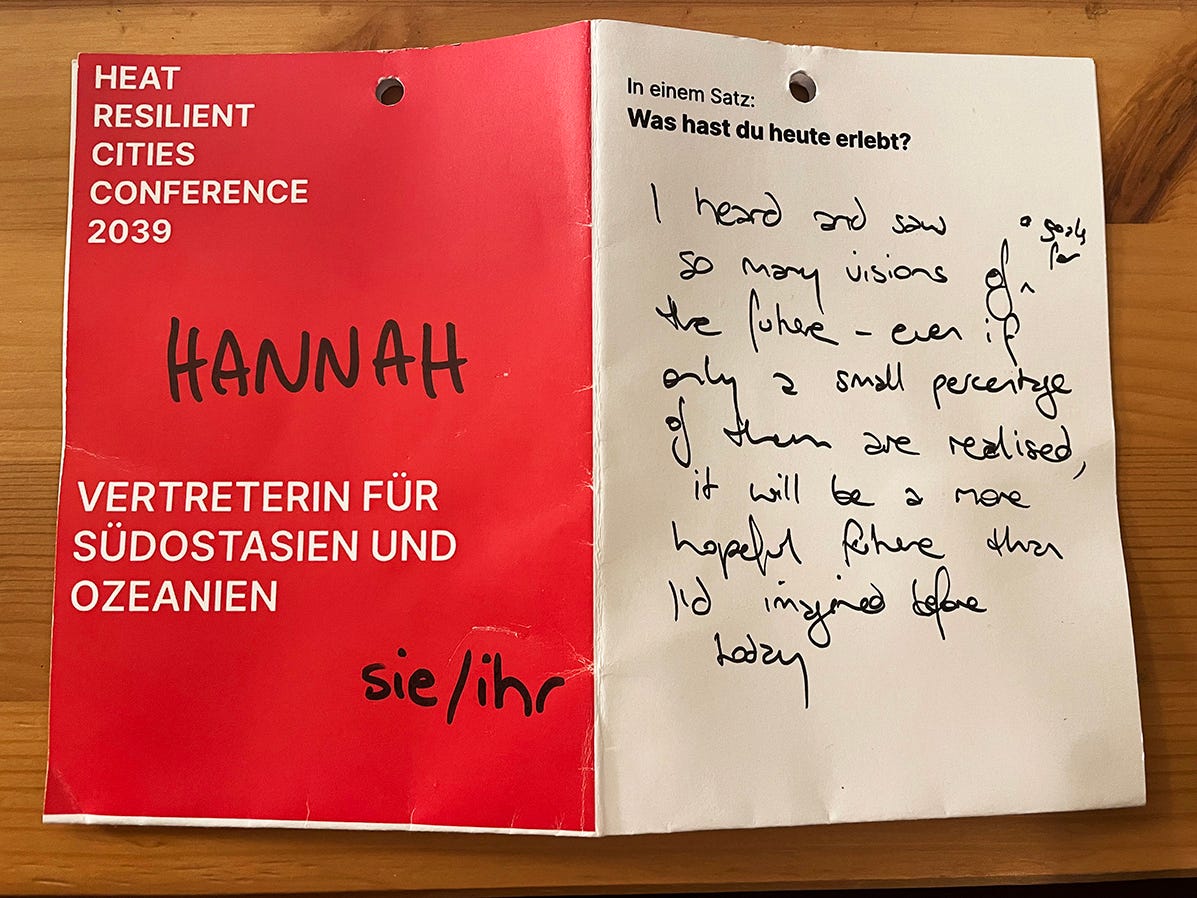 HEAT
RESILIENT
CITIES
CONFERENCE
2039
HANNAH
VERTRETERIN FÜR
SÜDOSTASIEN UND
OZEANIEN
sie/ihr
In einem Satz:
Was hast du heute erlebt?
I heard and saw
so many visions of ^ & goals for
the future – even if
only a small percentage
of them are realised,
it will be a more
hopeful future than
I'd imagined before
today